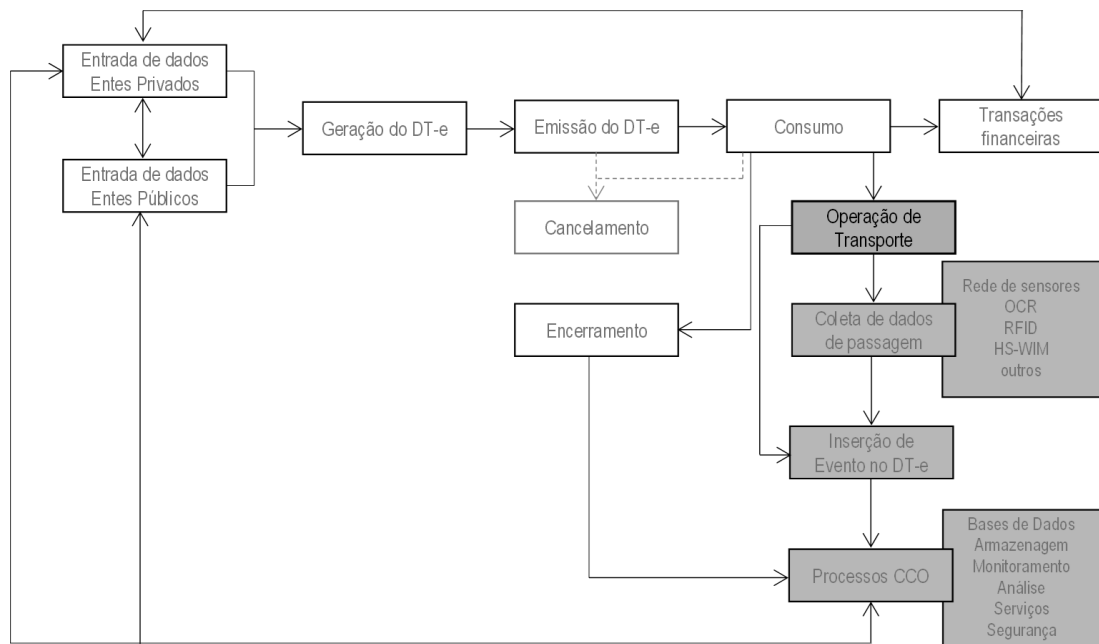 Entrada de dados
Entes Privados
Entrada de dados
Entes Públicos
Geração do DT-e
Emissão do DT-e
Consumo
Transações
financeiras
Cancelamento
Operação de
Transporte
Encerramento
Coleta de dados
de passagem
Rede de sensores
OCR
RFID
HS-WIM
outros
Inserção de
Evento no DT-e
Processos CCO
Bases de Dados
Armazenagem
Monitoramento
Análise
Serviços
Segurança